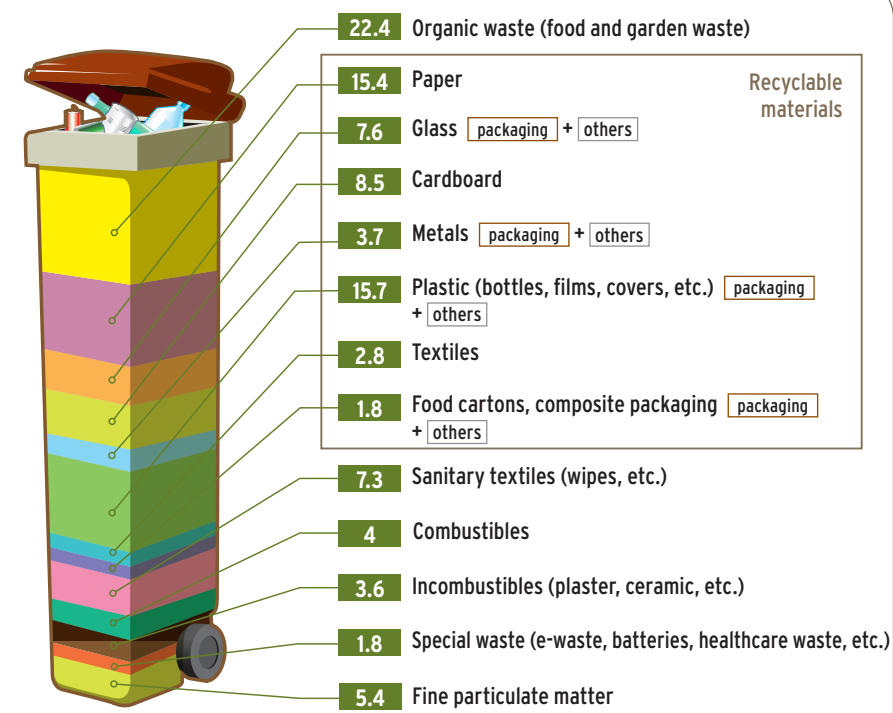 22.4 Organic waste (food and garden waste)
Recyclable
materials
15.4 Paper
7.6 Glass packaging + others
8.5 Cardboard
3.7 Metals packaging + others
15.7 Plastic (bottles, films, covers, etc.) packaging
+ others
2.8 Textiles
1.8 Food cartons, composite packaging packaging
+ others
7.3 Sanitary textiles (wipes, etc.)
4 Combustibles
3.6 Incombustibles (plaster, ceramic, etc.)
1.8 Special waste (e-waste, batteries, healthcare waste, etc.)
5.4 Fine particulate matter